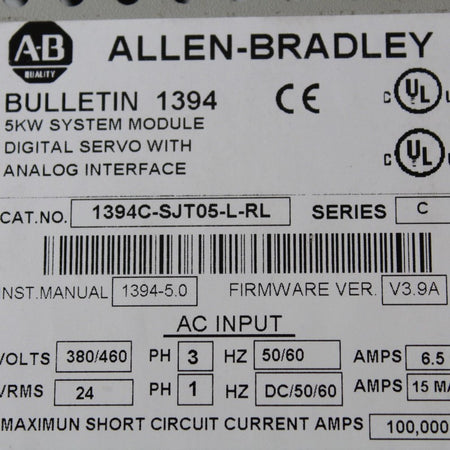 A-B ALLEN-BRADLEY
QUALITY
BULLETIN 1394 CE C UL
5KW SYSTEM MODULE
DIGITAL SERVO WITH C UL
ANALOG INTERFACE
CAT.NO. 1394C-SJT05-L-RL SERIES C
NST.MANUAL 1394-5.0 FIRMWARE VER. V3.9A
AC INPUT
VOLTS 380/460 PH 3 HZ 50/60 AMPS 6.5
VRMS 24 PH 1 HZ DC/50/60 AMPS 15 MA
MAXIMUN SHORT CIRCUIT CURRENT AMPS 100,000